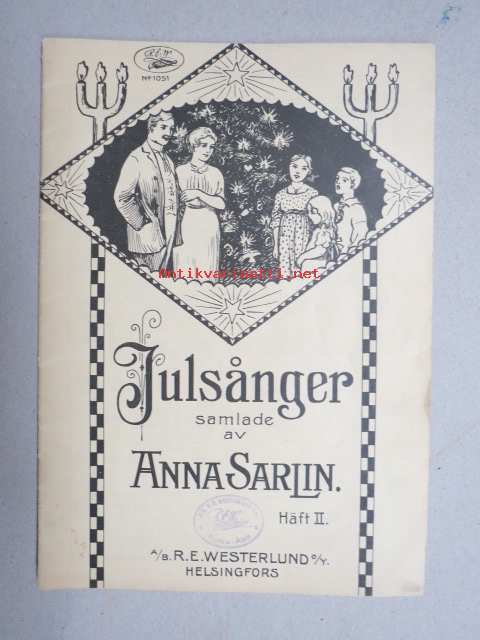 R.E.W.
No 1051
Antikvariaatti.net
Julsånger
samlade
av
ANNA SARLIN.
Häft II.
A/B. R. E. WESTERLUND O/Y.
HELSINGFORS